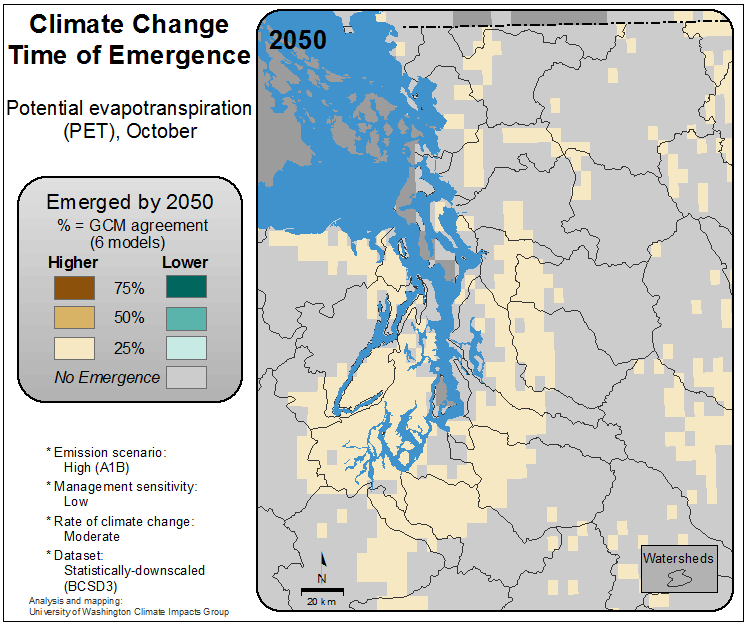 Climate Change
Time of Emergence
Potential evapotranspiration
(PET), October
Emerged by 2050
% = GCM agreement
(6 models)
Higher Lower
75%
50%
25%
No Emergence
* Emission scenario:
High (A1B)
* Management sensitivity:
Low
* Rate of climate change:
Moderate
* Dataset:
Statistically-downscaled
(BCSD3)
Analysis and mapping:
University of Washington Climate Impacts Group
2050
N
20 km
Watersheds